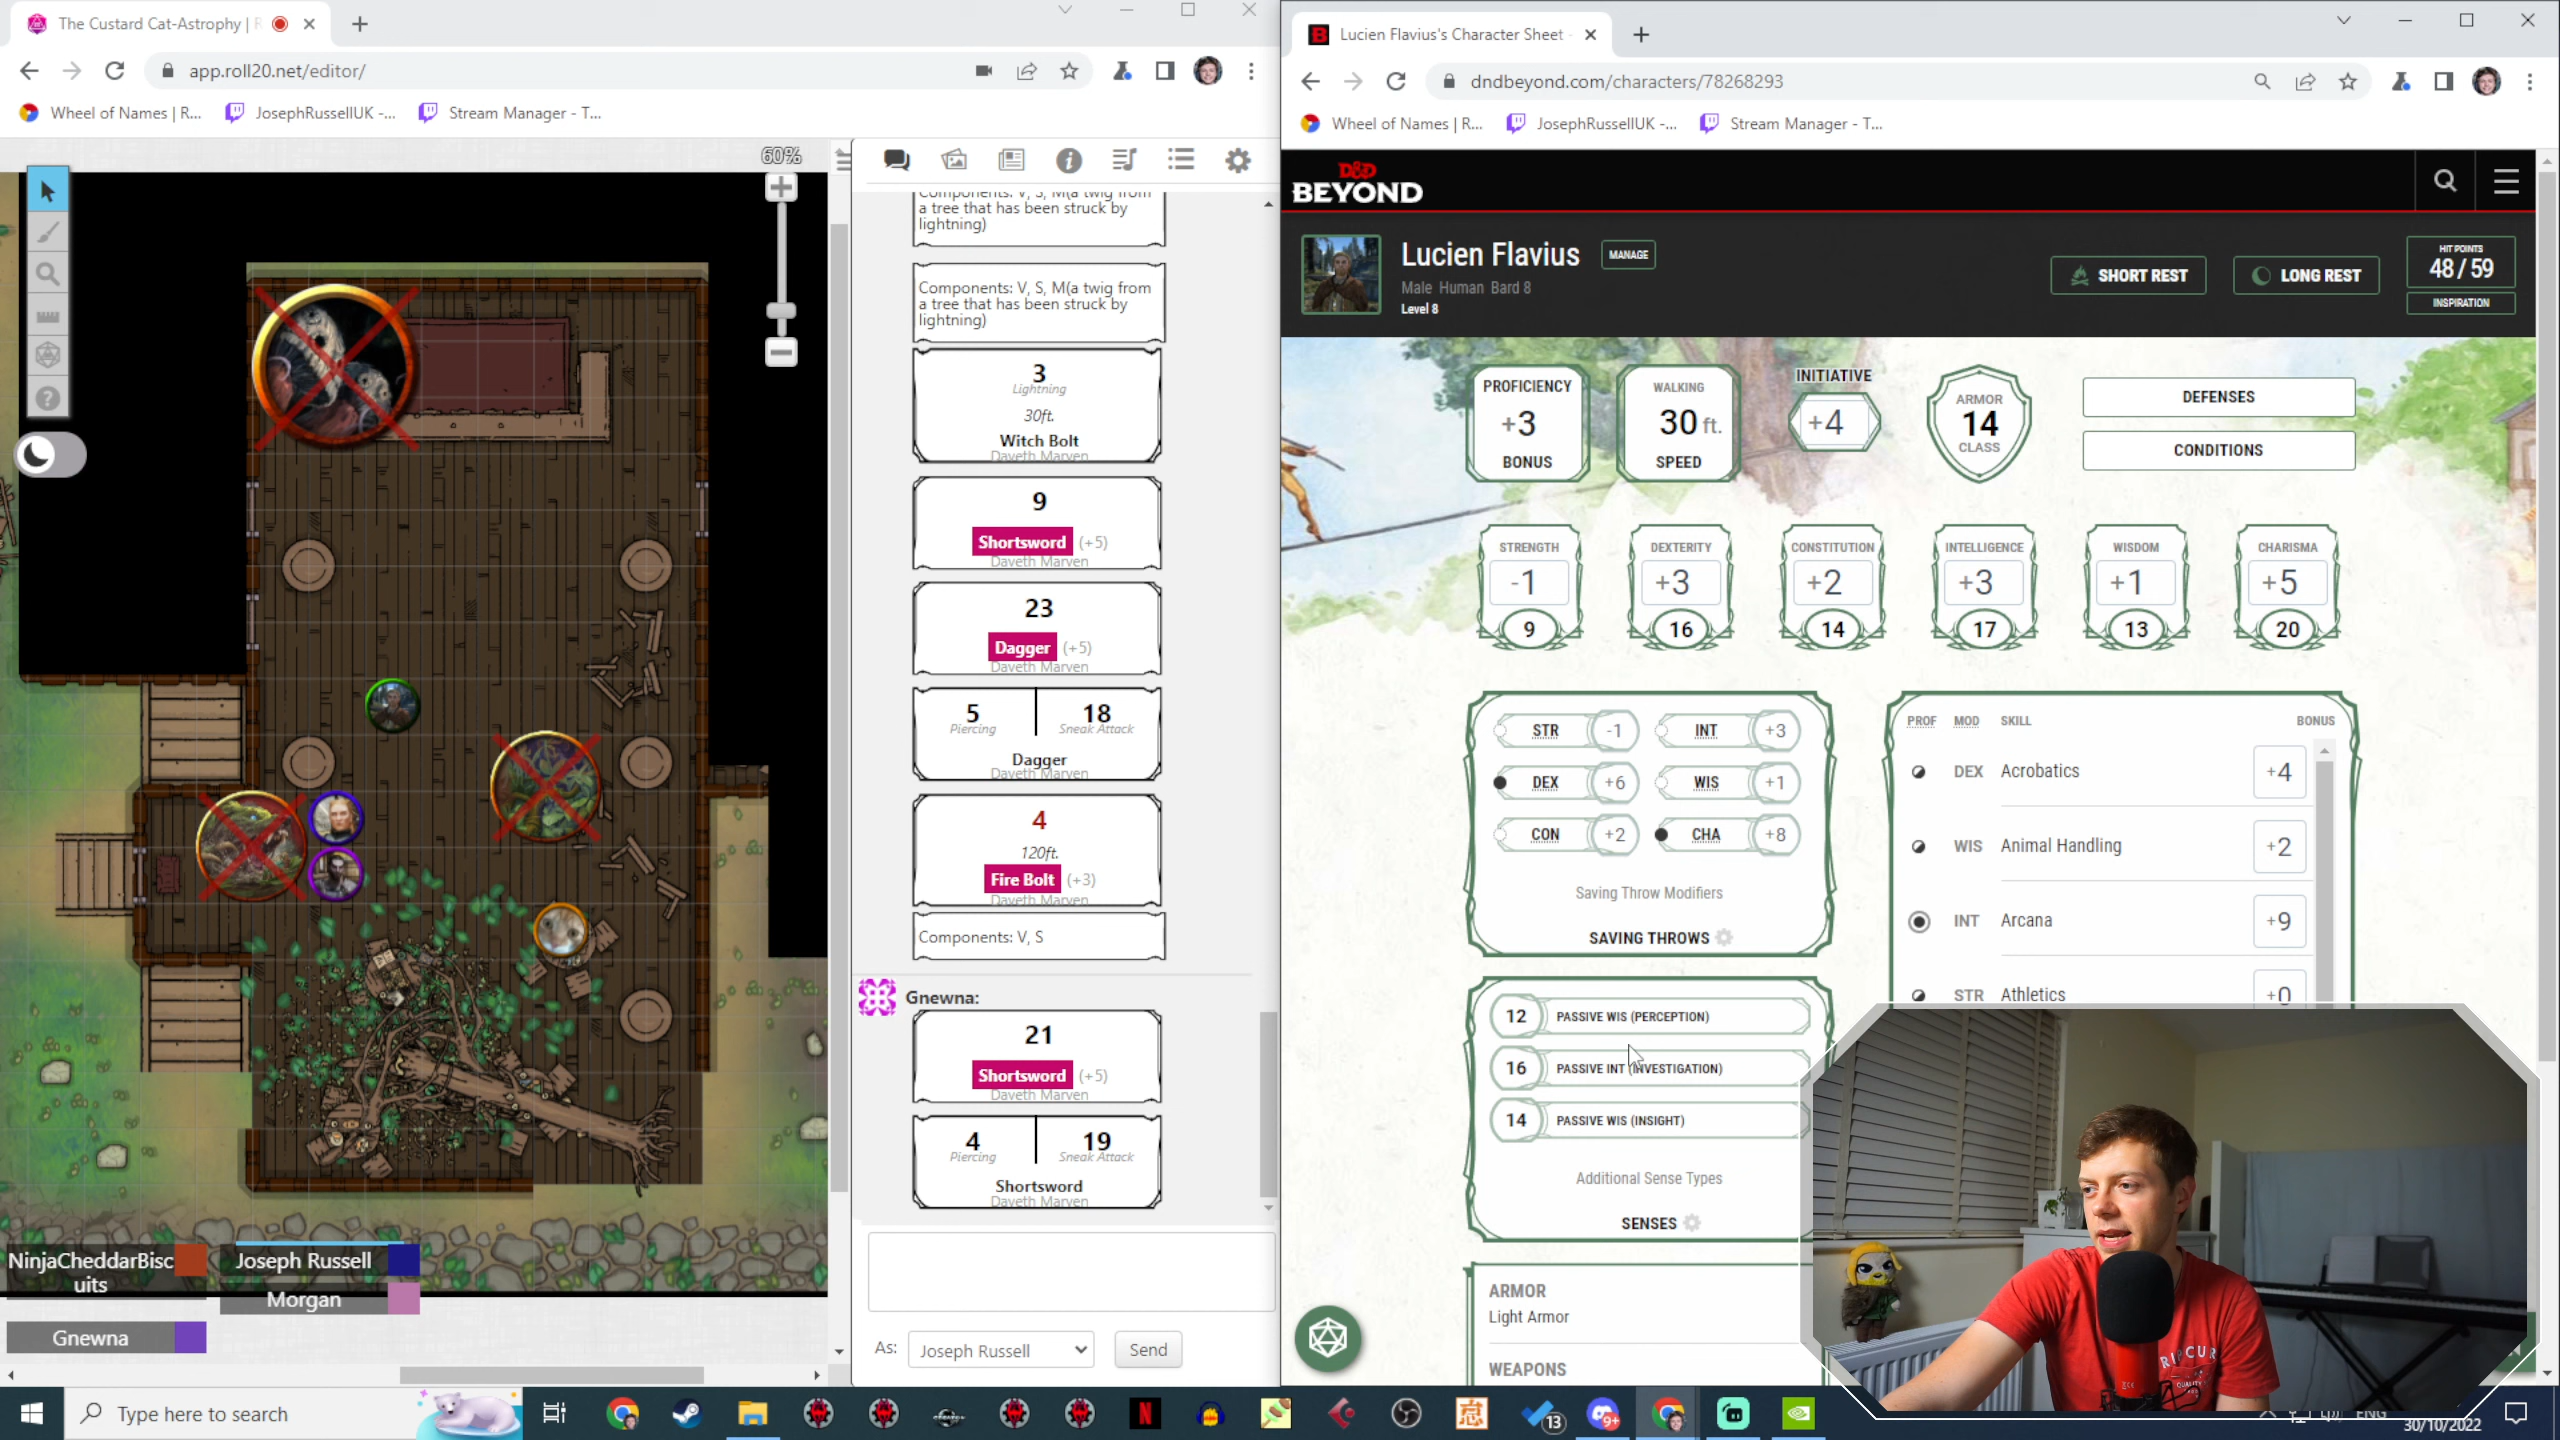 The Custard Cat-Astrophy | R
app.roll20.net/editor/
Wheel of Names | R...
JosephRussellUK -...
Stream Manager - T...
60%
Components: V, S, M(a twig from
a tree that has been struck by
lightning)
Components: V, S, M(a twig from
a tree that has been struck by
lightning)
3
Lightning
30ft.
Witch Bolt
Daveth Marven
9
Shortsword (+5)
Daveth Marven
23
Dagger (+5)
Daveth Marven
5 18
Piercing Sneak Attack
Dagger
Daveth Marven
4
120ft.
Fire Bolt (+3)
Daveth Marven
Components: V, S
Gnewna:
21
Shortsword (+5)
Daveth Marven
4 19
Piercing Sneak Attack
Shortsword
Daveth Marven
As: Joseph Russell Send
NinjaCheddarBisc
uits
Joseph Russell
Morgan
Gnewna
Lucien Flavius's Character Sheet -
dndbeyond.com/characters/78268293
Wheel of Names | R...
JosephRussellUK -...
Stream Manager - T...
D&D
BEYOND
Lucien Flavius MANAGE
Male Human Bard 8
Level 8
SHORT REST
LONG REST
HIT POINTS
48 / 59
INSPIRATION
PROFICIENCY
+3
BONUS
WALKING
30 ft.
SPEED
INITIATIVE
+4
ARMOR
14
CLASS
DEFENSES
CONDITIONS
STRENGTH
-1
9
DEXTERITY
+3
16
CONSTITUTION
+2
14
INTELLIGENCE
+3
17
WISDOM
+1
13
CHARISMA
+5
20
STR -1 INT +3
DEX +6 WIS +1
CON +2 CHA +8
Saving Throw Modifiers
SAVING THROWS
PROF MOD SKILL BONUS
DEX Acrobatics +4
WIS Animal Handling +2
INT Arcana +9
STR Athletics +0
12 PASSIVE WIS (PERCEPTION)
16 PASSIVE INT (INVESTIGATION)
14 PASSIVE WIS (INSIGHT)
Additional Sense Types
SENSES
ARMOR
Light Armor
WEAPONS
RIP CUR
Type here to search
13
9+
ENG
30/10/2022